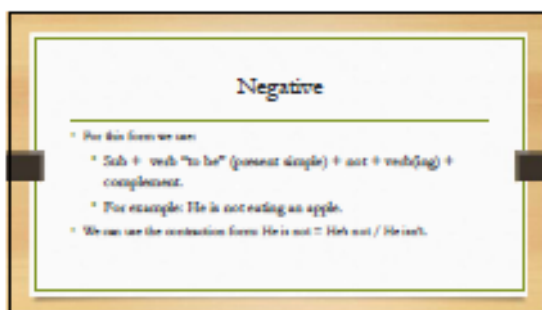 Negative
For this form we use:
Sub + verb "to be" (present simple) + not + verb(ing) +
complement.
For example: He is not eating an apple.
We can use the contraction form: He is not = He's not / He isn't.